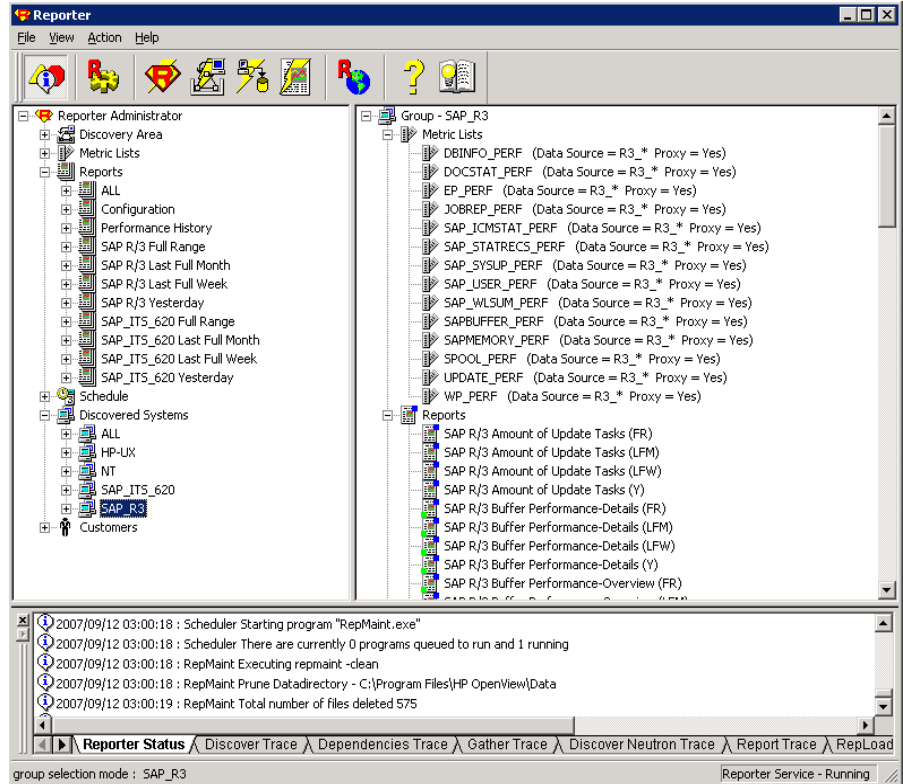 Reporter
File View Action Help
Reporter Administrator
Discovery Area
Metric Lists
Reports
ALL
Configuration
Performance History
SAP R/3 Full Range
SAP R/3 Last Full Month
SAP R/3 Last Full Week
SAP R/3 Yesterday
SAP_ITS_620 Full Range
SAP_ITS_620 Last Full Month
SAP_ITS_620 Last Full Week
SAP_ITS_620 Yesterday
Schedule
Discovered Systems
ALL
HP-UX
NT
SAP_ITS_620
SAP_R3
Customers
Group - SAP_R3
Metric Lists
DBINFO_PERF (Data Source = R3_* Proxy = Yes)
DOCSTAT_PERF (Data Source = R3_* Proxy = Yes)
EP_PERF (Data Source = R3_* Proxy = Yes)
JOBREP_PERF (Data Source = R3_* Proxy = Yes)
SAP_ICMSTAT_PERF (Data Source = R3_* Proxy = Yes)
SAP_STATRECS_PERF (Data Source = R3_* Proxy = Yes)
SAP_SYSUP_PERF (Data Source = R3_* Proxy = Yes)
SAP_USER_PERF (Data Source = R3_* Proxy = Yes)
SAP_WLSUM_PERF (Data Source = R3_* Proxy = Yes)
SAPBUFFER_PERF (Data Source = R3_* Proxy = Yes)
SAPMEMORY_PERF (Data Source = R3_* Proxy = Yes)
SPOOL_PERF (Data Source = R3_* Proxy = Yes)
UPDATE_PERF (Data Source = R3_* Proxy = Yes)
WP_PERF (Data Source = R3_* Proxy = Yes)
Reports
SAP R/3 Amount of Update Tasks (FR)
SAP R/3 Amount of Update Tasks (LFM)
SAP R/3 Amount of Update Tasks (LFW)
SAP R/3 Amount of Update Tasks (Y)
SAP R/3 Buffer Performance-Details (FR)
SAP R/3 Buffer Performance-Details (LFM)
SAP R/3 Buffer Performance-Details (LFW)
SAP R/3 Buffer Performance-Details (Y)
SAP R/3 Buffer Performance-Overview (FR)
2007/09/12 03:00:18 : Scheduler Starting program "RepMaint.exe"
2007/09/12 03:00:18 : Scheduler There are currently 0 programs queued to run and 1 running
2007/09/12 03:00:18 : RepMaint Executing repmaint -clean
2007/09/12 03:00:18 : RepMaint Prune Datadirectory - C:\Program Files\HP OpenView\Data
2007/09/12 03:00:19 : RepMaint Total number of files deleted 575
Reporter Status Discover Trace Dependencies Trace Gather Trace Discover Neutron Trace Report Trace RepLoad
group selection mode : SAP_R3 Reporter Service - Running